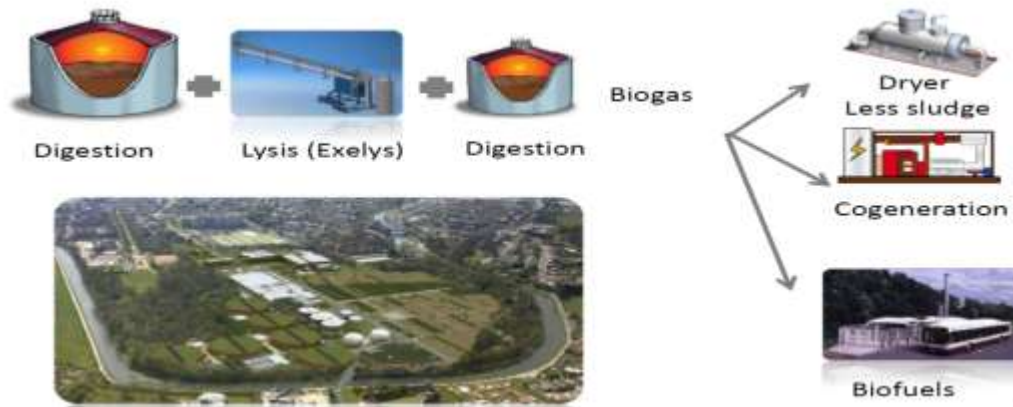 Digestion
Lysis (Exelys)
Digestion
Biogas
Dryer
Less sludge
Cogeneration
Biofuels